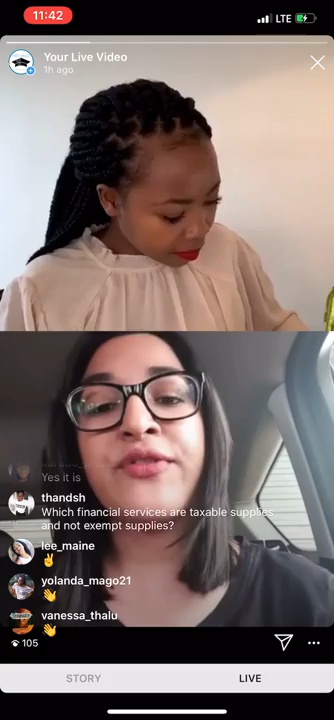 11:42
LTE
Your Live Video
1h ago
Yes it is
thandsh
Which financial services are taxable supplies
and not exempt supplies?
lee_maine
yolanda_mago21
vanessa_thalu
105
STORY
LIVE